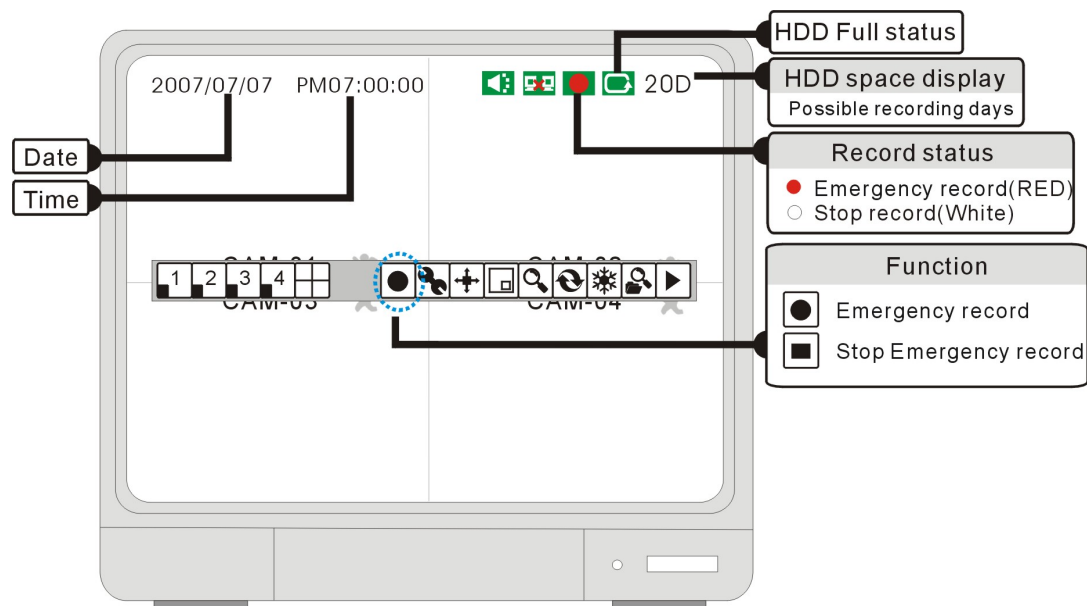 HDD Full status
2007/07/07 PM07:00:00 20D
HDD space display
Possible recording days
Date
Time
Record status
Emergency record(RED)
Stop record(White)
1 2 3 4
CAM-03
CAM-04
Function
Emergency record
Stop Emergency record